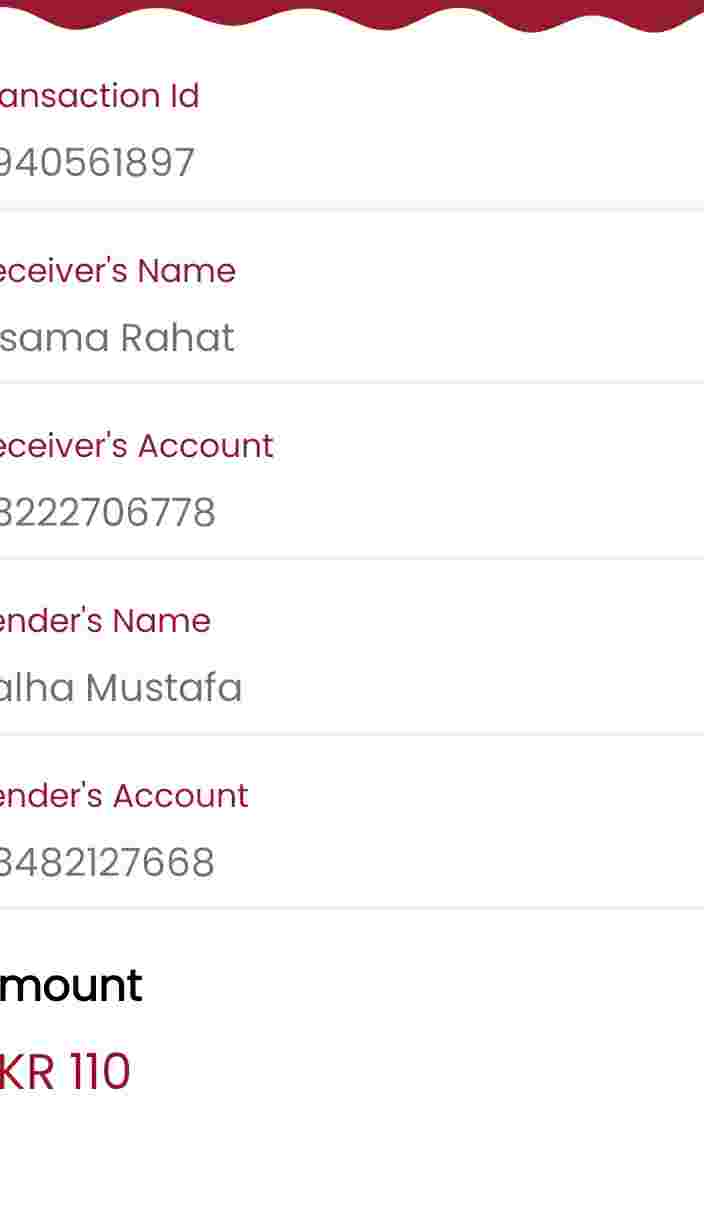 ansaction Id
940561897
eceiver's Name
sama Rahat
eceiver's Account
3222706778
ender's Name
alha Mustafa
ender's Account
3482127668
mount
KR 110